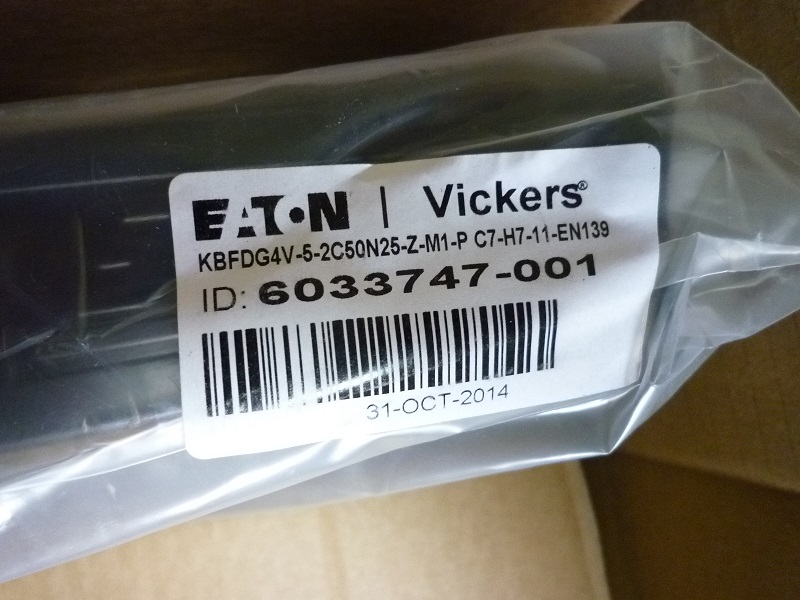 EATON | Vickers®
KBFDG4V-5-2C50N25-Z-M1-P C7-H7-11-EN139
ID: 6033747-001
31-OCT-2014